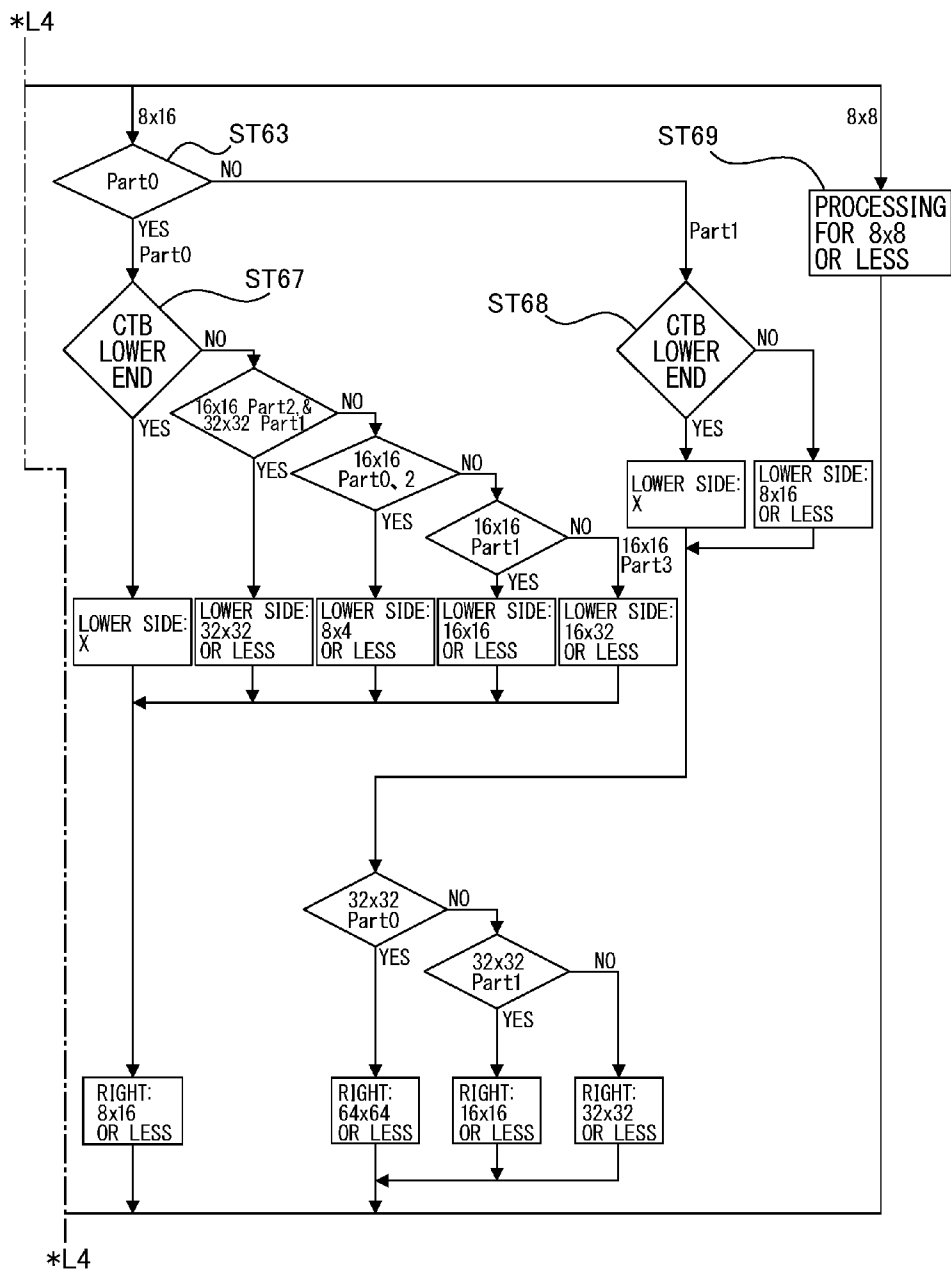 *L4
8x16
8x8
ST63
ST69
Part0
NO
PROCESSING
FOR 8x8
OR LESS
YES
Part0
Part1
ST67
ST68
CTB
LOWER
END
NO
CTB
LOWER
END
NO
16x16 Part2,&
32x32 Part1
NO
YES
YES
16x16
Part0、2
NO
YES
LOWER SIDE:
X
LOWER SIDE:
8x16
OR LESS
YES
16x16
Part1
NO
16x16
Part3
YES
LOWER SIDE:
X
LOWER SIDE:
32x32
OR LESS
LOWER SIDE:
8x4
OR LESS
LOWER SIDE:
16x16
OR LESS
LOWER SIDE:
16x32
OR LESS
32x32
Part0
NO
YES
32x32
Part1
NO
YES
RIGHT:
8x16
OR LESS
RIGHT:
64x64
OR LESS
RIGHT:
16x16
OR LESS
RIGHT:
32x32
OR LESS
*L4